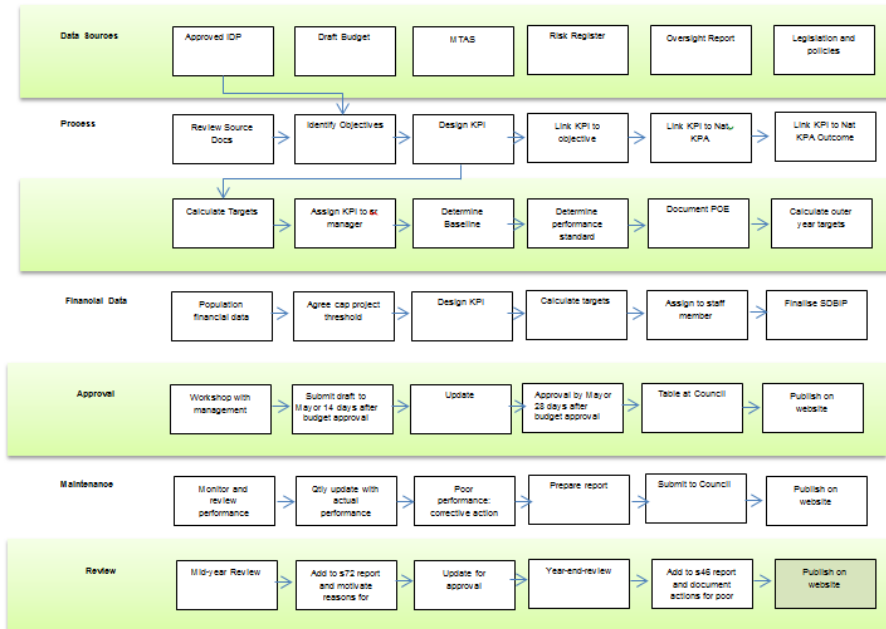 Data Sources
Approved IDP
Draft Budget
MTAS
Risk Register
Oversight Report
Legislation and
policies
Process
Review Source
Docs
Identify Objectives
Design KPI
Link KPI to
objective
Link KPI to Nat
KPA
Link KPI to Nat
KPA Outcome
Calculate Targets
Assign KPI to sr
manager
Determine
Baseline
Determine
performance
standard
Document POE
Calculate outer
year targets
Financial Data
Population
financial data
Agree cap project
threshold
Design KPI
Calculate targets
Assign to staff
member
Finalise SDBIP
Approval
Workshop with
management
Submit draft to
Mayor 14 days after
budget approval
Update
Approval by Mayor
28 days after
budget approval
Table at Council
Publish on
website
Maintenance
Monitor and
review
performance
Qtly update with
actual
performance
Poor
performance:
corrective action
Prepare report
Submit to Council
Publish on
website
Review
Mid-year Review
Add to s72 report
and motivate
reasons for
Update for
approval
Year-end-review
Add to s46 report
and document
actions for poor
Publish on
website